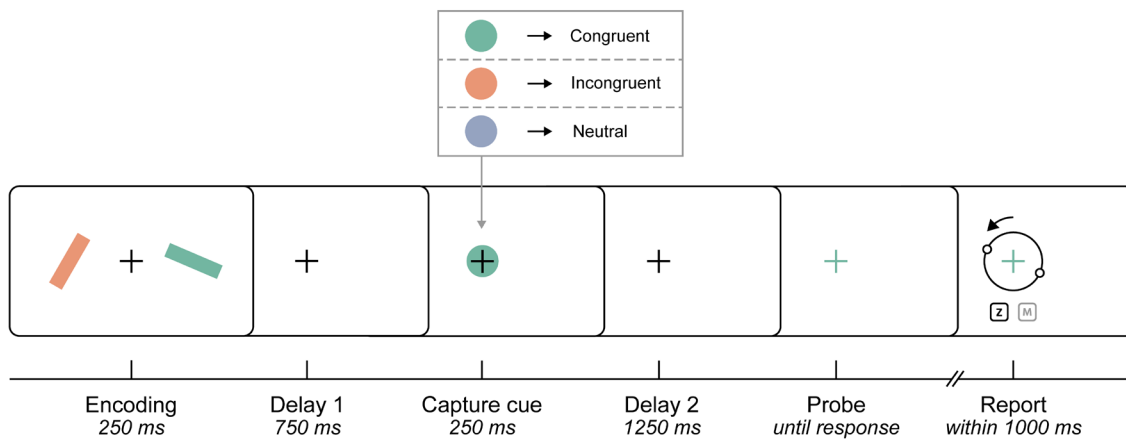 Congruent
Incongruent
Neutral
Z M
Encoding Delay 1 Capture cue Delay 2 Probe Report
250 ms 750 ms 250 ms 1250 ms until response within 1000 ms